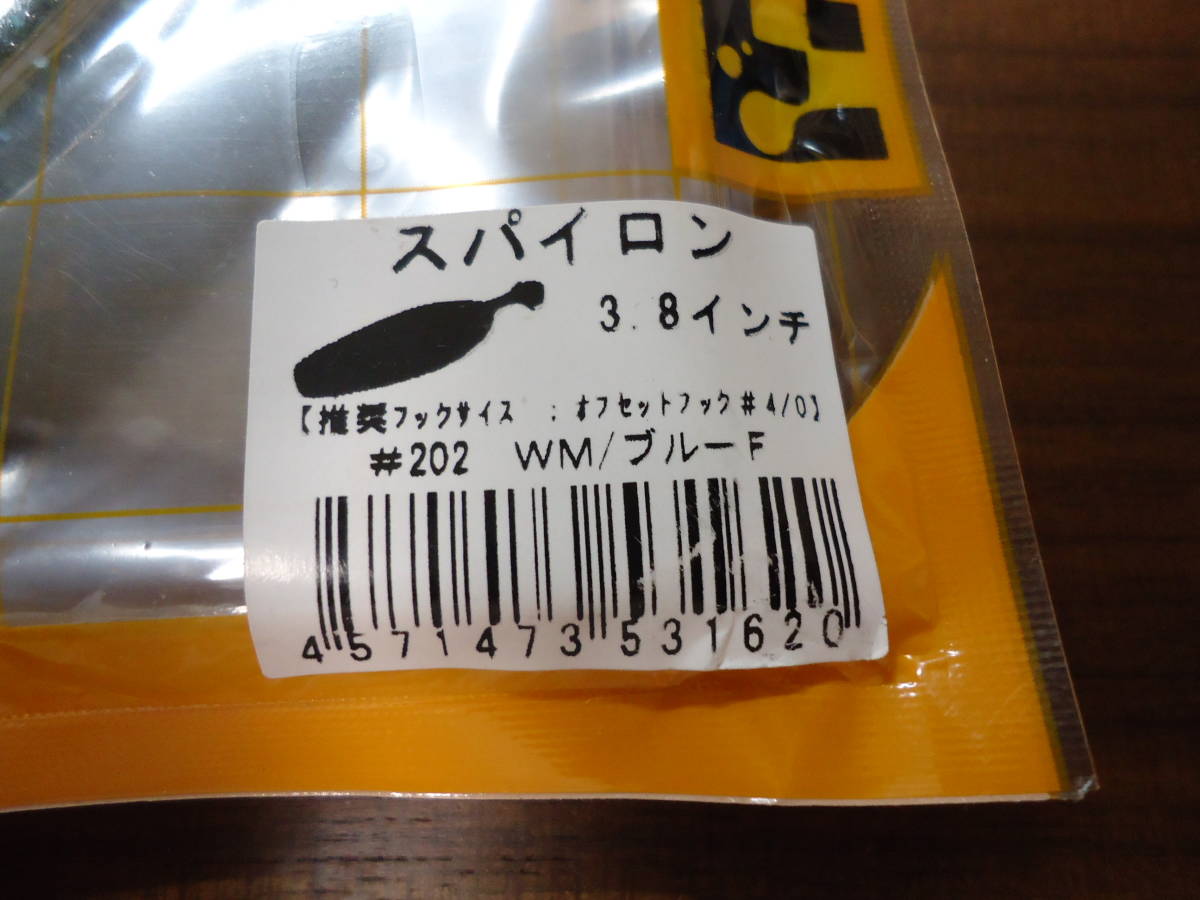 スパイロン
3.8インチ
【推奨フックサイズ ：オフセットフック＃4/0】
#202 WM/ブルーF
4571473531620